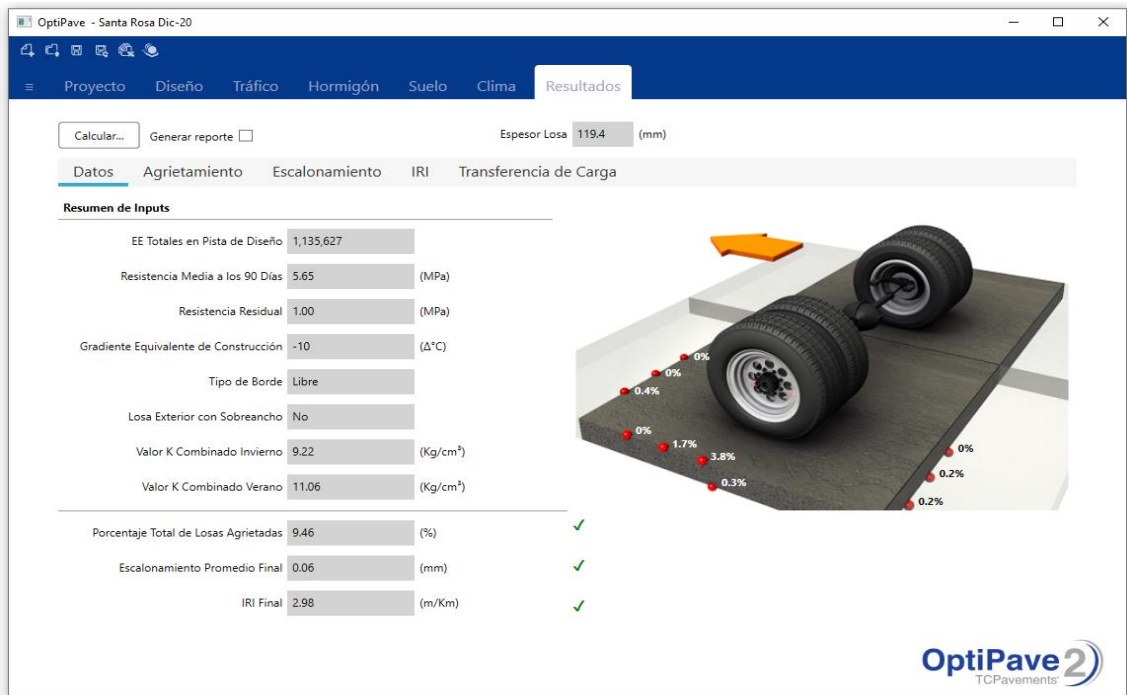 OptiPave - Santa Rosa Dic-20
Proyecto Diseño Tráfico Hormigón Suelo Clima Resultados
Calcular... Generar reporte Espesor Losa 119.4 (mm)
Datos Agrietamiento Escalonamiento IRI Transferencia de Carga
Resumen de Inputs
EE Totales en Pista de Diseño 1,135,627
Resistencia Media a los 90 Días 5.65 (MPa)
Resistencia Residual 1.00 (MPa)
Gradiente Equivalente de Construcción -10 (Δ°C)
Tipo de Borde Libre
Losa Exterior con Sobreancho No
Valor K Combinado Invierno 9.22 (Kg/cm³)
Valor K Combinado Verano 11.06 (Kg/cm³)
Porcentaje Total de Losas Agrietadas 9.46 (%)
Escalonamiento Promedio Final 0.06 (mm)
IRI Final 2.98 (m/Km)
0%
0%
0.4%
0%
1.7%
3.8%
0.3%
0%
0.2%
0.2%
OptiPave 2
TCPavements